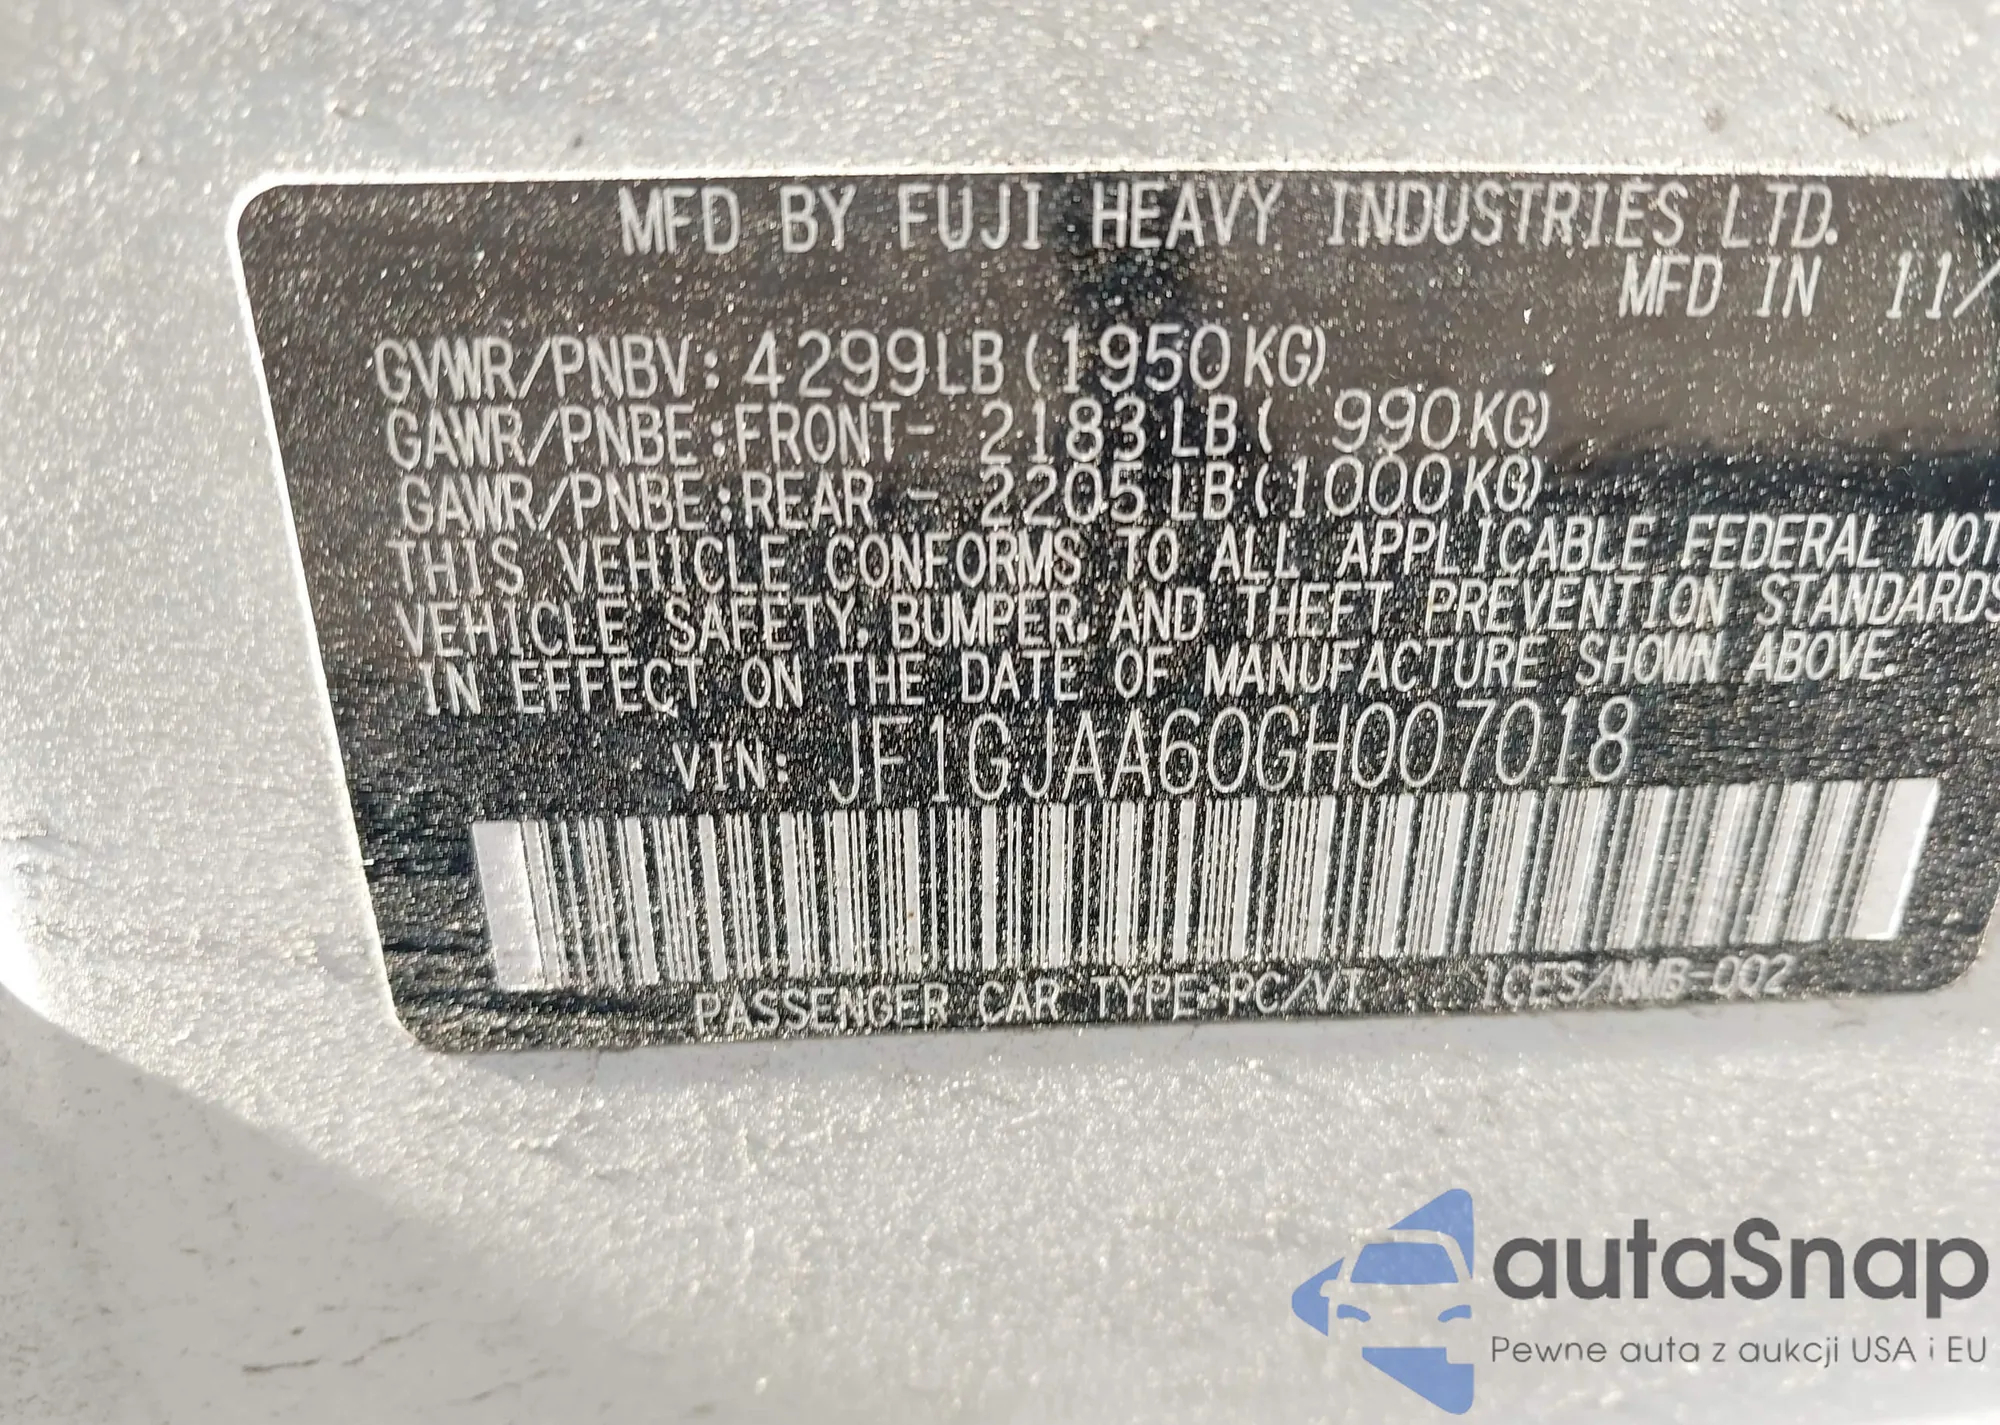 MFD BY FUJI HEAVY INDUSTRIES LTD.
MFD IN 11/
GVWR/PNBV: 4299LB (1950KG)
GAWR/PNBE:FRONT- 2183LB( 990KG)
GAWR/PNBE:REAR - 2205LB(1000KG)
THIS VEHICLE CONFORMS TO ALL APPLICABLE FEDERAL MOT
VEHICLE SAFETY, BUMPER, AND THEFT PREVENTION STANDARDS
IN EFFECT ON THE DATE OF MANUFACTURE SHOWN ABOVE.
VIN: JF1GJAA60GH007018
PASSENGER CAR TYPE:PC/VT ICES/NMB-002
autaSnap
Pewne auta z aukcji USA i EU